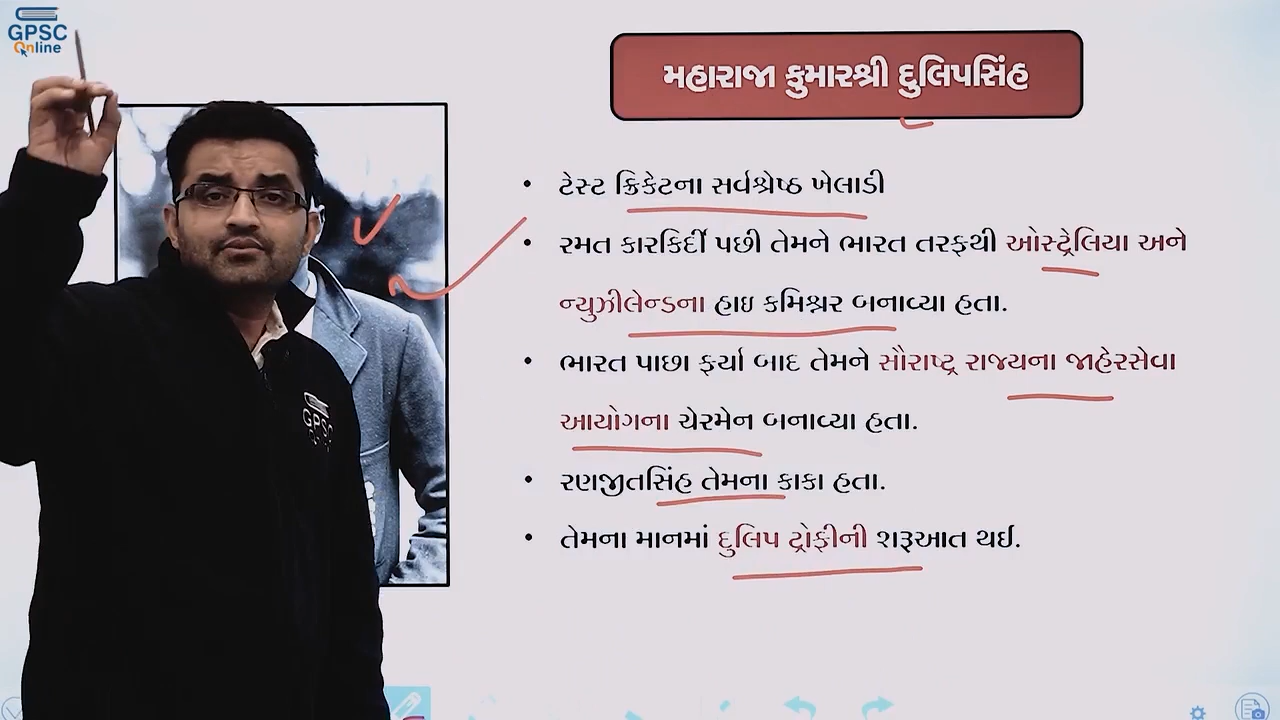 GPSC
Online
મહારાજા કુમારશ્રી દુલિપસિંહ
• ટેસ્ટ ક્રિકેટના સર્વશ્રેષ્ઠ ખેલાડી
• રમત કારકિર્દી પછી તેમને ભારત તરફથી ઓસ્ટ્રેલિયા અને
ન્યુઝીલેન્ડના હાઇ કમિશ્નર બનાવ્યા હતા.
• ભારત પાછા ફર્યા બાદ તેમને સૌરાષ્ટ્ર રાજ્યના જાહેરસેવા
આયોગના ચેરમેન બનાવ્યા હતા.
• રણજીતસિંહ તેમના કાકા હતા.
• તેમના માનમાં દુલિપ ટ્રોફીની શરૂઆત થઈ.
GPSC